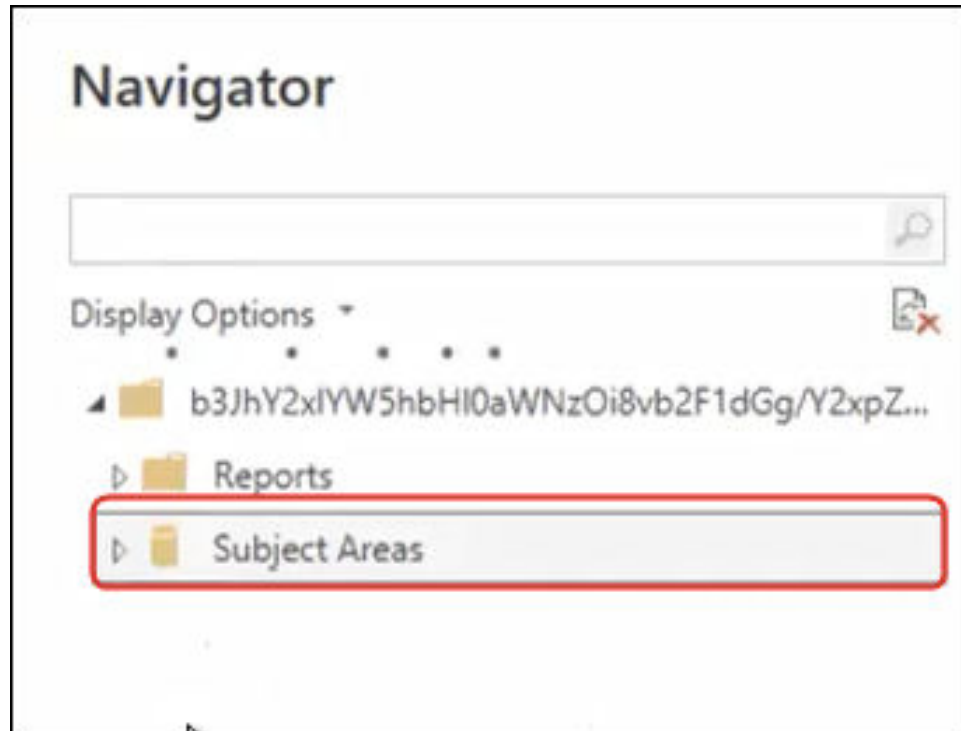 Navigator
Display Options
b3JhY2xlYW5hbHl0aWNzOi8vb2F1dGg/Y2xpZ...
Reports
Subject Areas